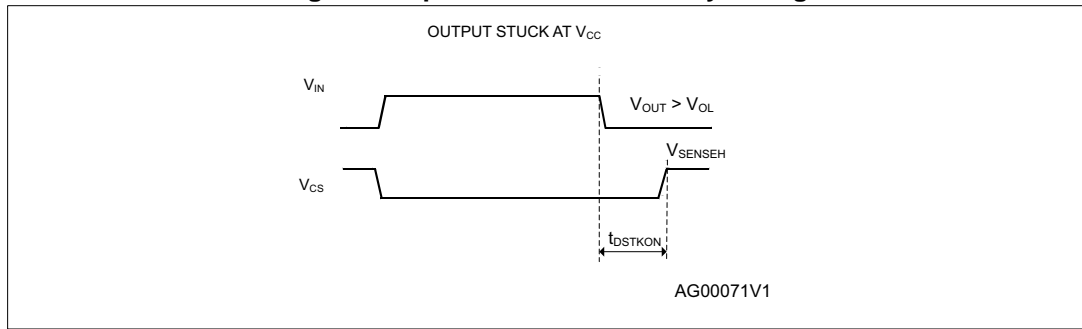 OUTPUT STUCK AT VCC
VIN
VOUT > VOL
VSENSEH
VCS
tDSTKON
AG00071V1